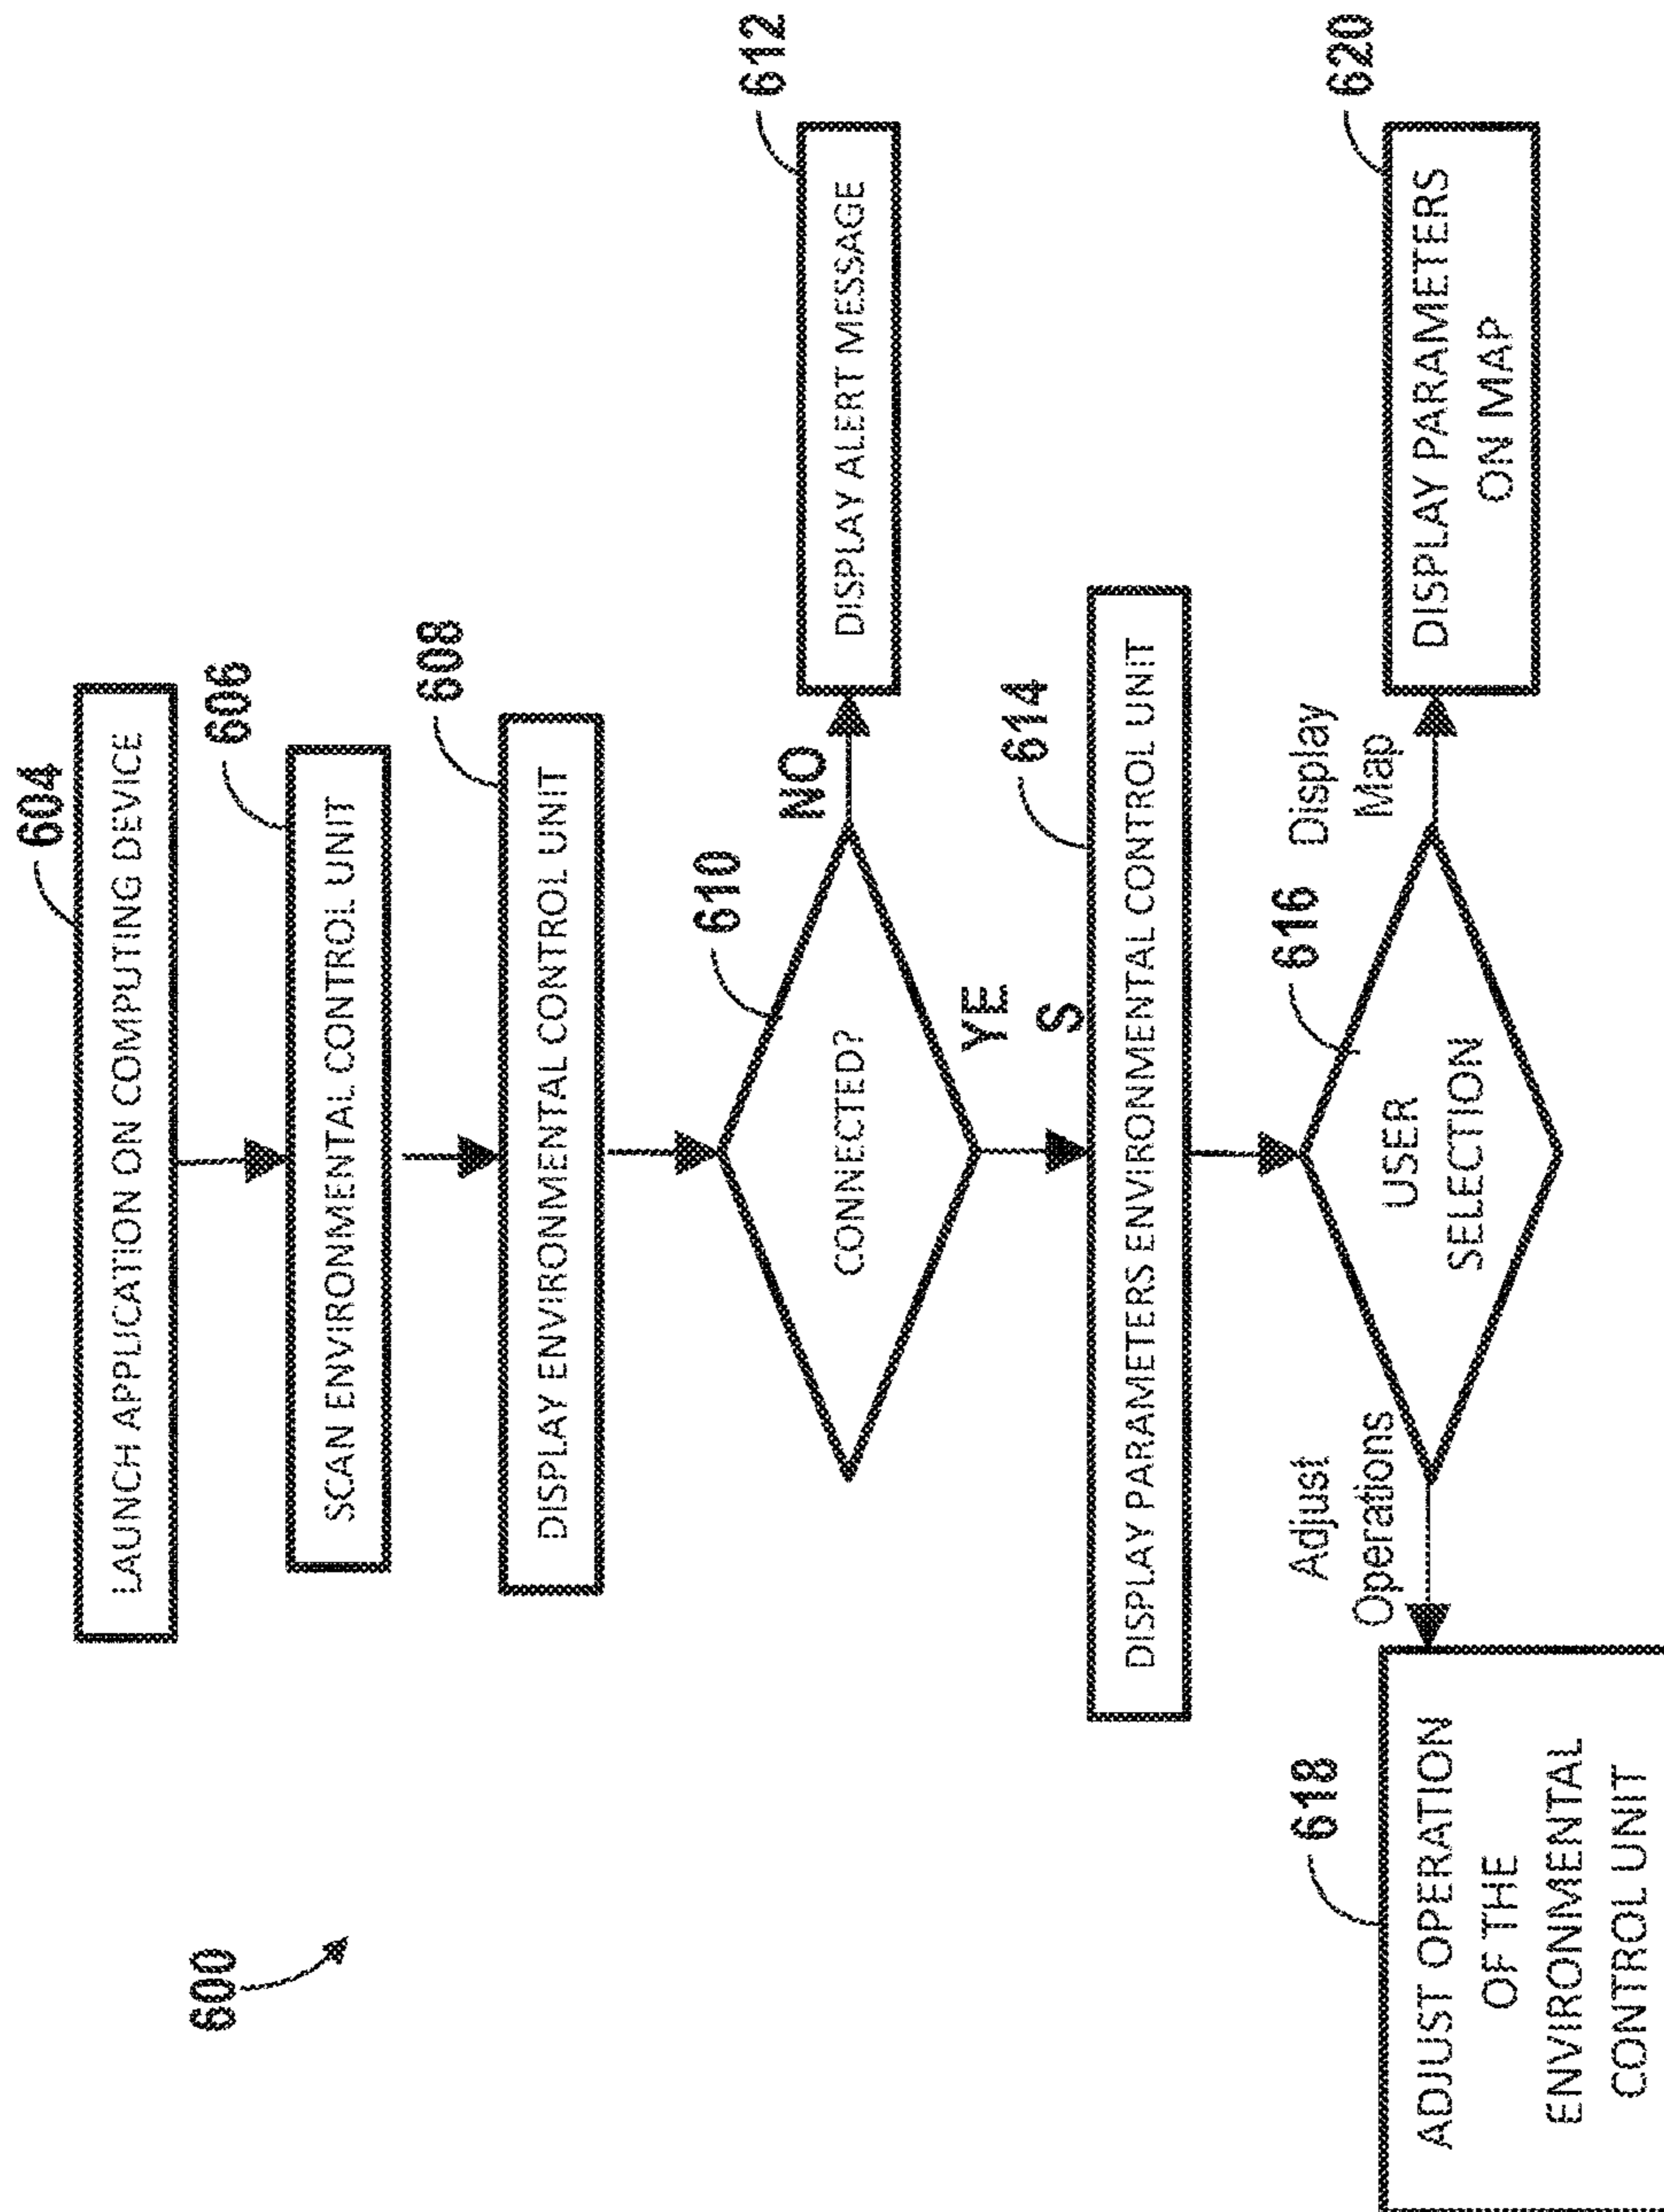 600
604
LAUNCH APPLICATION ON COMPUTING DEVICE
606
SCAN ENVIRONMENTAL CONTROL UNIT
608
DISPLAY ENVIRONMENTAL CONTROL UNIT
610
CONNECTED?
NO
612
DISPLAY ALERT MESSAGE
YE
S
614
DISPLAY PARAMETERS ENVIRONMENTAL CONTROL UNIT
616
USER
SELECTION
Adjust
Operations
618
ADJUST OPERATION
OF THE
ENVIRONMENTAL
CONTROL UNIT
Display
Map
620
DISPLAY PARAMETERS
ON MAP